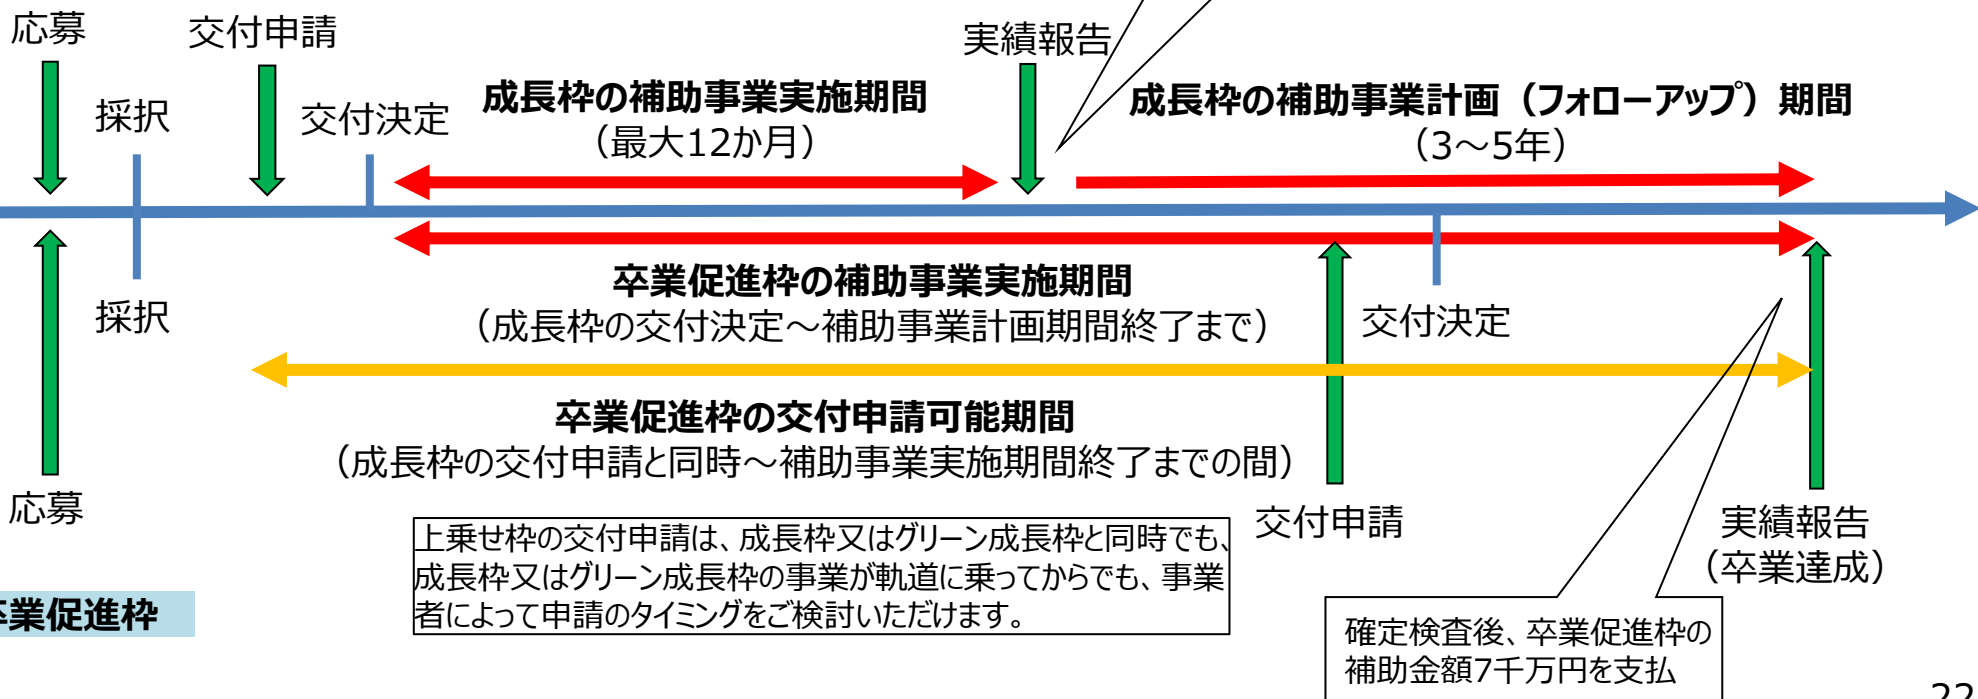 応募
交付申請
実績報告
採択
交付決定
成長枠の補助事業実施期間
（最大12か月）
成長枠の補助事業計画（フォローアップ）期間
（3～5年）
卒業促進枠の補助事業実施期間
（成長枠の交付決定～補助事業計画期間終了まで）
採択
交付決定
卒業促進枠の交付申請可能期間
（成長枠の交付申請と同時～補助事業実施期間終了までの間）
応募
交付申請
実績報告
（卒業達成）
上乗せ枠の交付申請は、成長枠又はグリーン成長枠と同時でも、
成長枠又はグリーン成長枠の事業が軌道に乗ってからでも、事業
者によって申請のタイミングをご検討いただけます。
卒業促進枠
確定検査後、卒業促進枠の
補助金額7千万円を支払
22